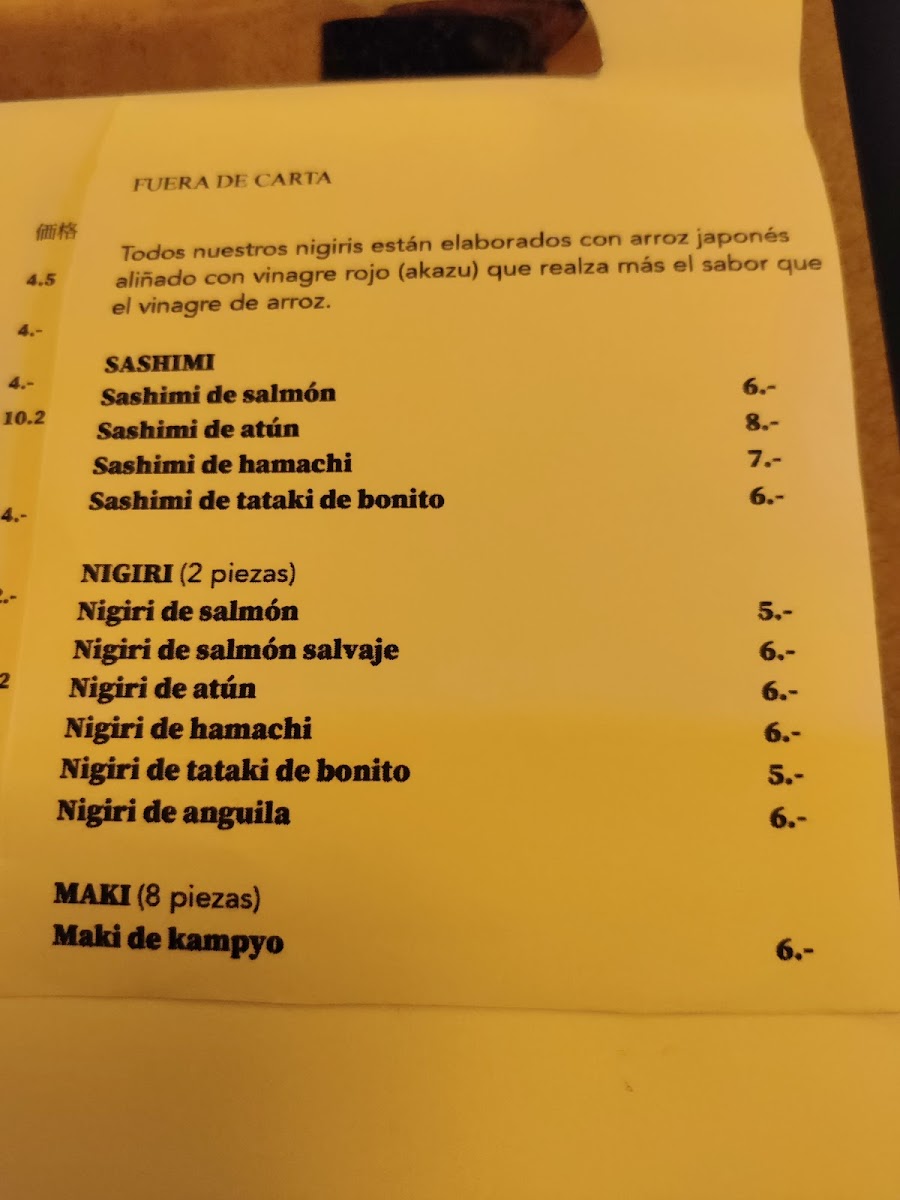 FUERA DE CARTA
価格
4.5
4.-
4.-
10.2
4.-
Todos nuestros nigiris están elaborados con arroz japonés
aliñado con vinagre rojo (akazu) que realza más el sabor que
el vinagre de arroz.
SASHIMI
Sashimi de salmón 6.-
Sashimi de atún 8.-
Sashimi de hamachi 7.-
Sashimi de tataki de bonito 6.-
NIGIRI (2 piezas)
Nigiri de salmón 5.-
Nigiri de salmón salvaje 6.-
Nigiri de atún 6.-
Nigiri de hamachi 6.-
Nigiri de tataki de bonito 5.-
Nigiri de anguila 6.-
MAKI (8 piezas)
Maki de kampyo 6.-